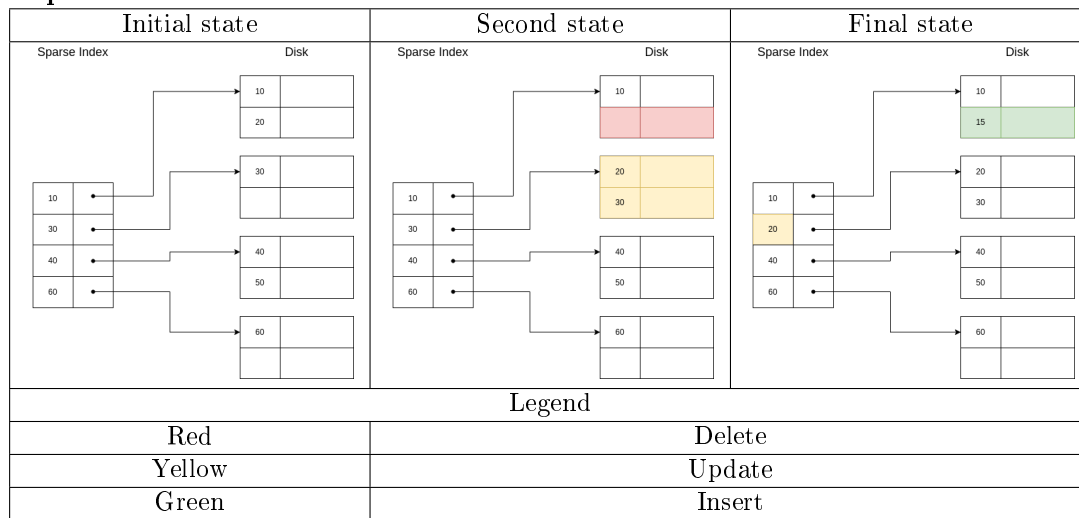 Initial state Second state Final state
Sparse Index Disk Sparse Index Disk Sparse Index Disk
10 10 10
20 15
30 20 20
10 10 10
30 30
30 30 20
40 40 40
40 40 40
50 50 50
60 60 60
60 60 60
Legend
Red Delete
Yellow Update
Green Insert